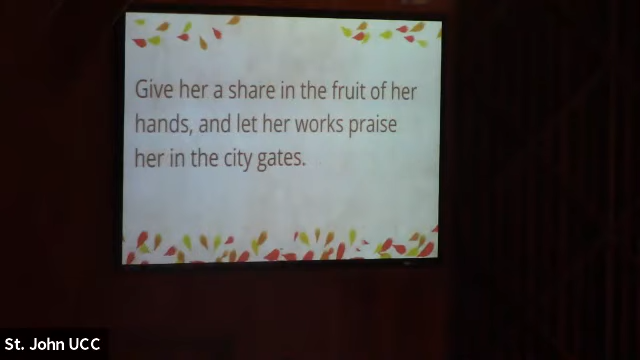 Give her a share in the fruit of her
hands, and let her works praise
her in the city gates.
St. John UCC